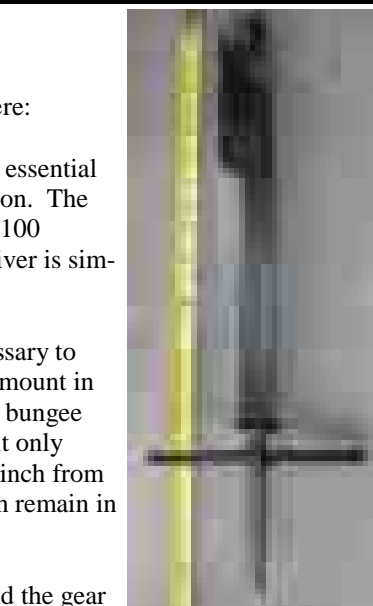 ere:
essential
on. The
100
iver is sim-
ssary to
mount in
bungee
t only
inch from
n remain in
d the gear